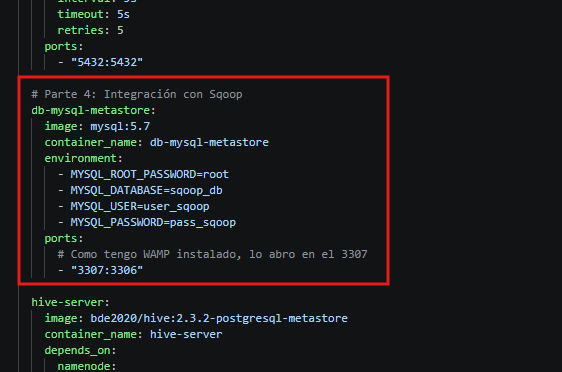 timeout: 5s
retries: 5
ports:
- "5432:5432"
# Parte 4: Integración con Sqoop
db-mysql-metastore:
image: mysql:5.7
container_name: db-mysql-metastore
environment:
- MYSQL_ROOT_PASSWORD=root
- MYSQL_DATABASE=sqoop_db
- MYSQL_USER=user_sqoop
- MYSQL_PASSWORD=pass_sqoop
ports:
# Como tengo WAMP instalado, lo abro en el 3307
- "3307:3306"
hive-server:
image: bde2020/hive:2.3.2-postgresql-metastore
container_name: hive-server
depends_on:
namenode: